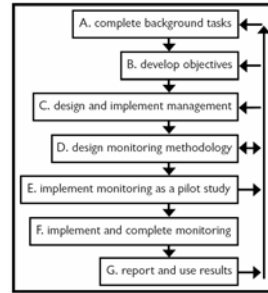 A. complete background tasks
B. develop objectives
C. design and implement management
D. design monitoring methodology
E. implement monitoring as a pilot study
F. implement and complete monitoring
G. report and use results